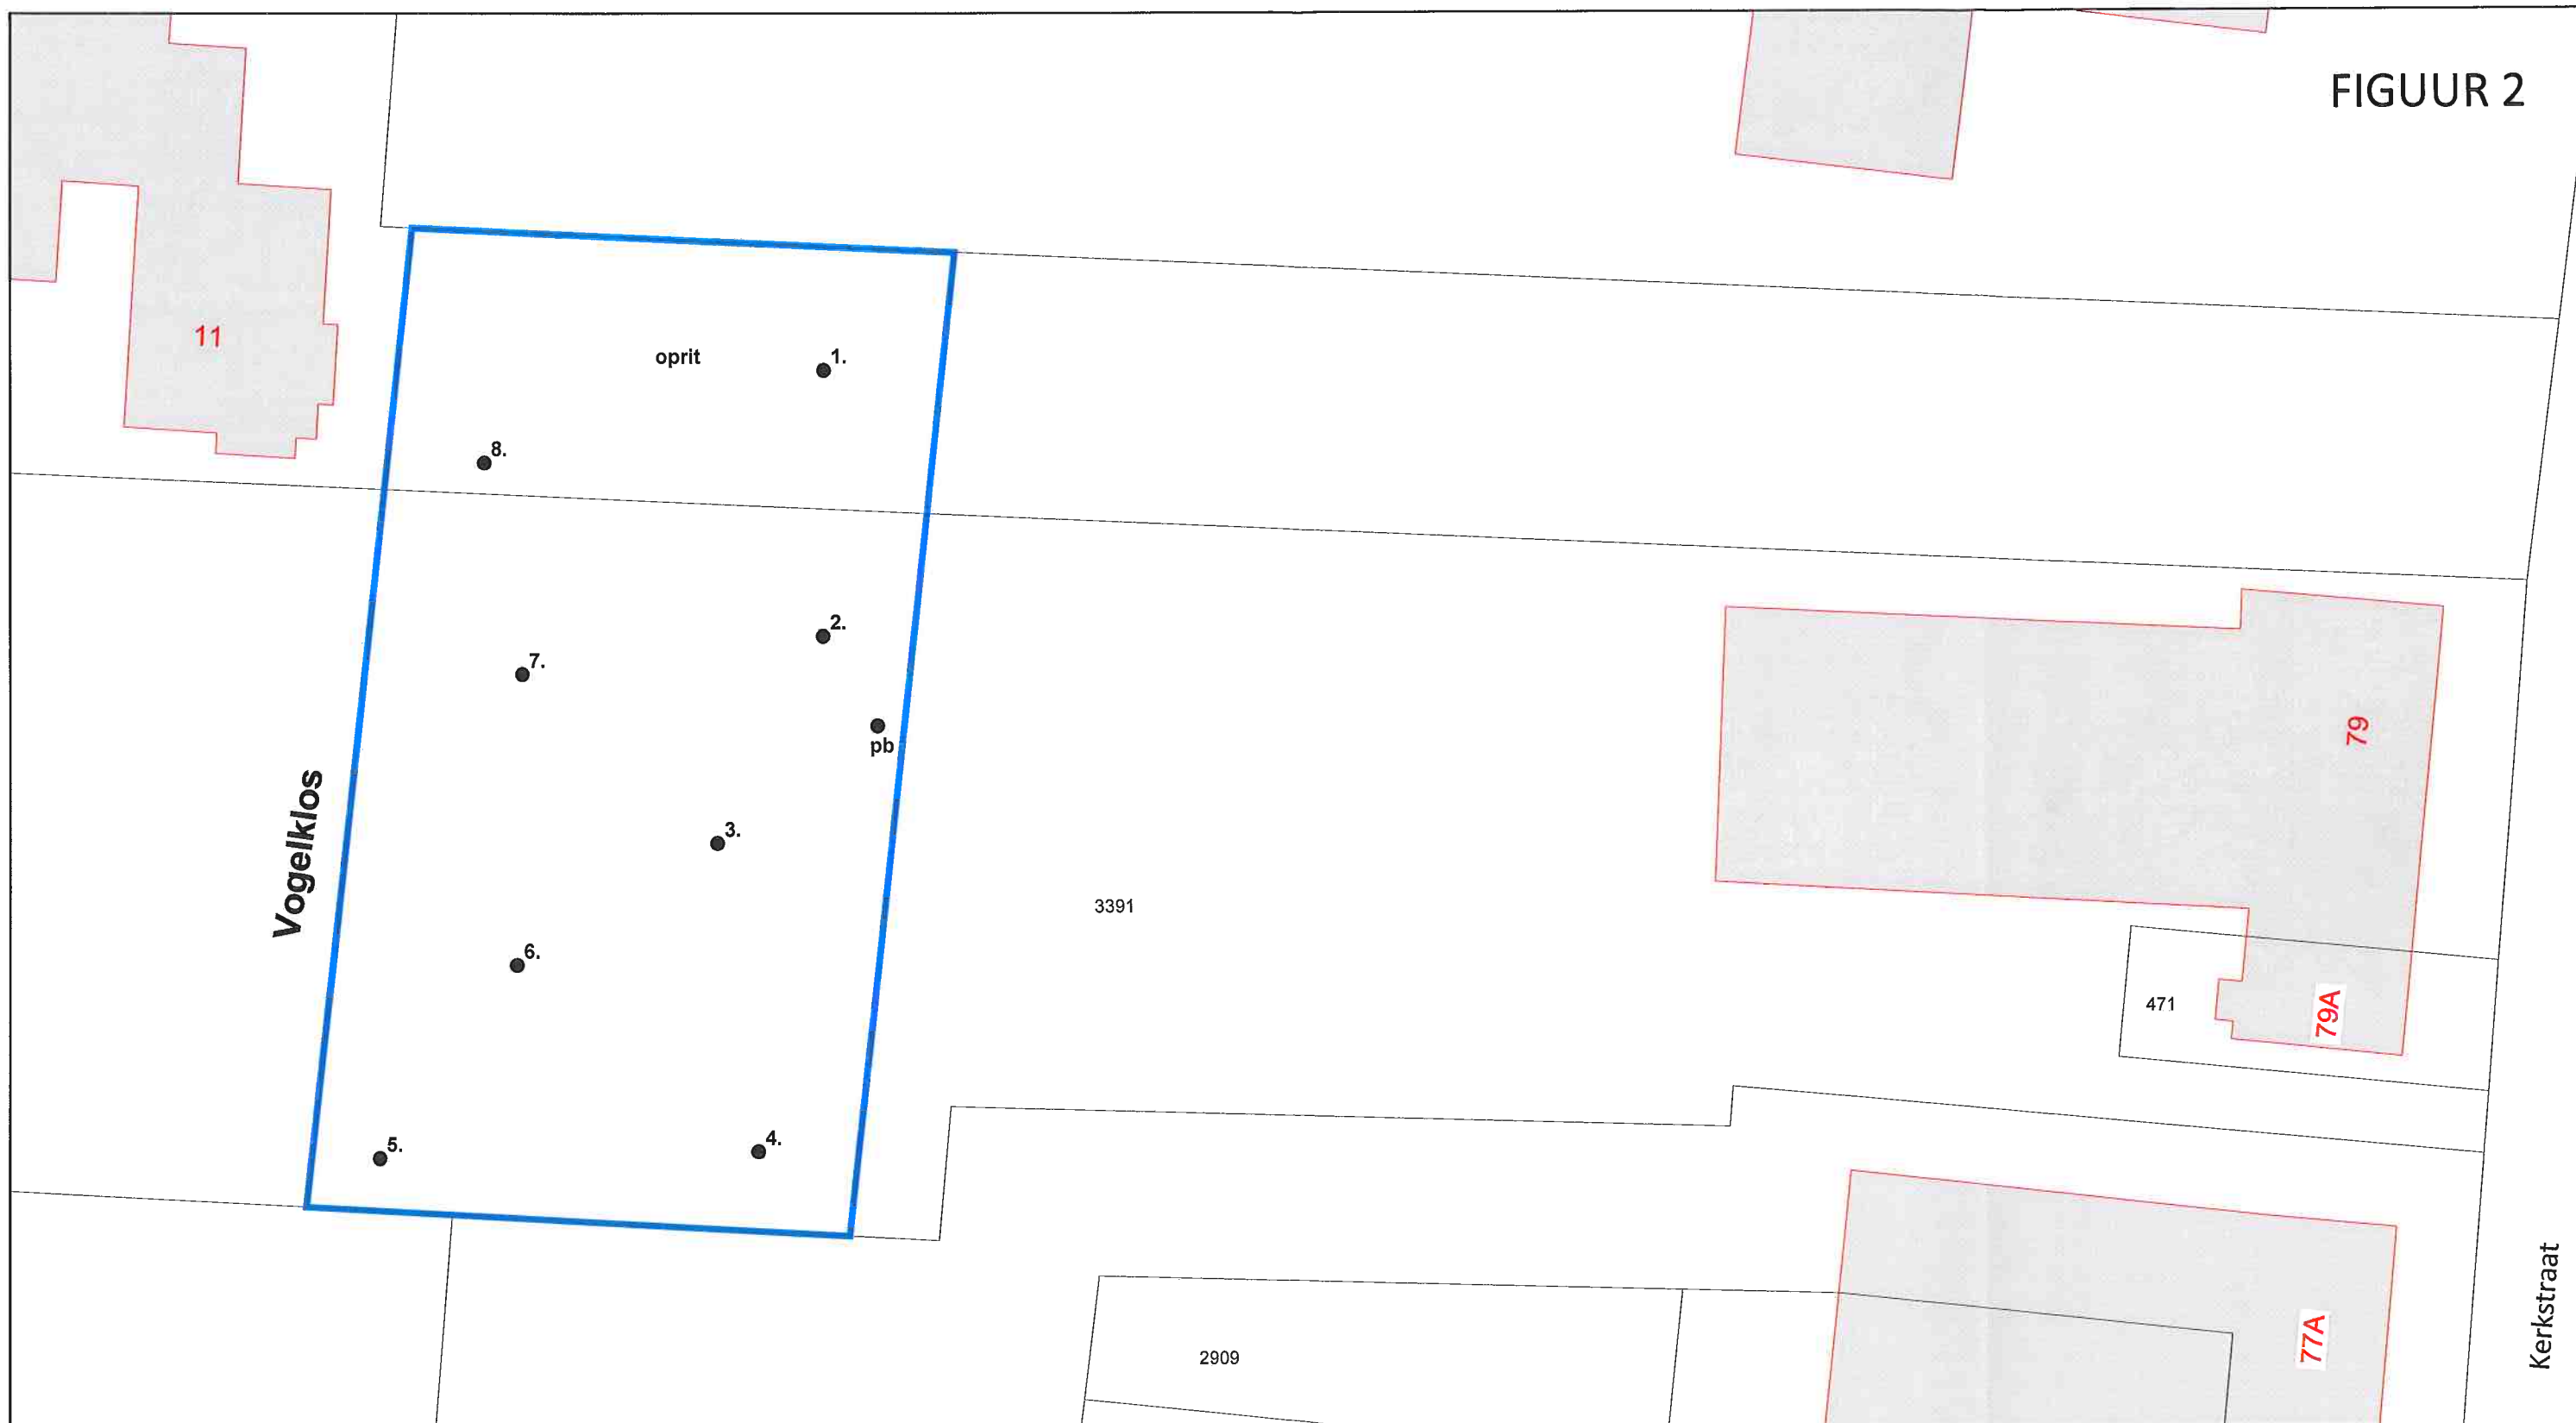 FIGUUR 2
11
oprit
1.
8.
2.
7.
pb
79
Vogelklos
3.
3391
6.
471
79A
5.
4.
Kerkstraat
77A
2909